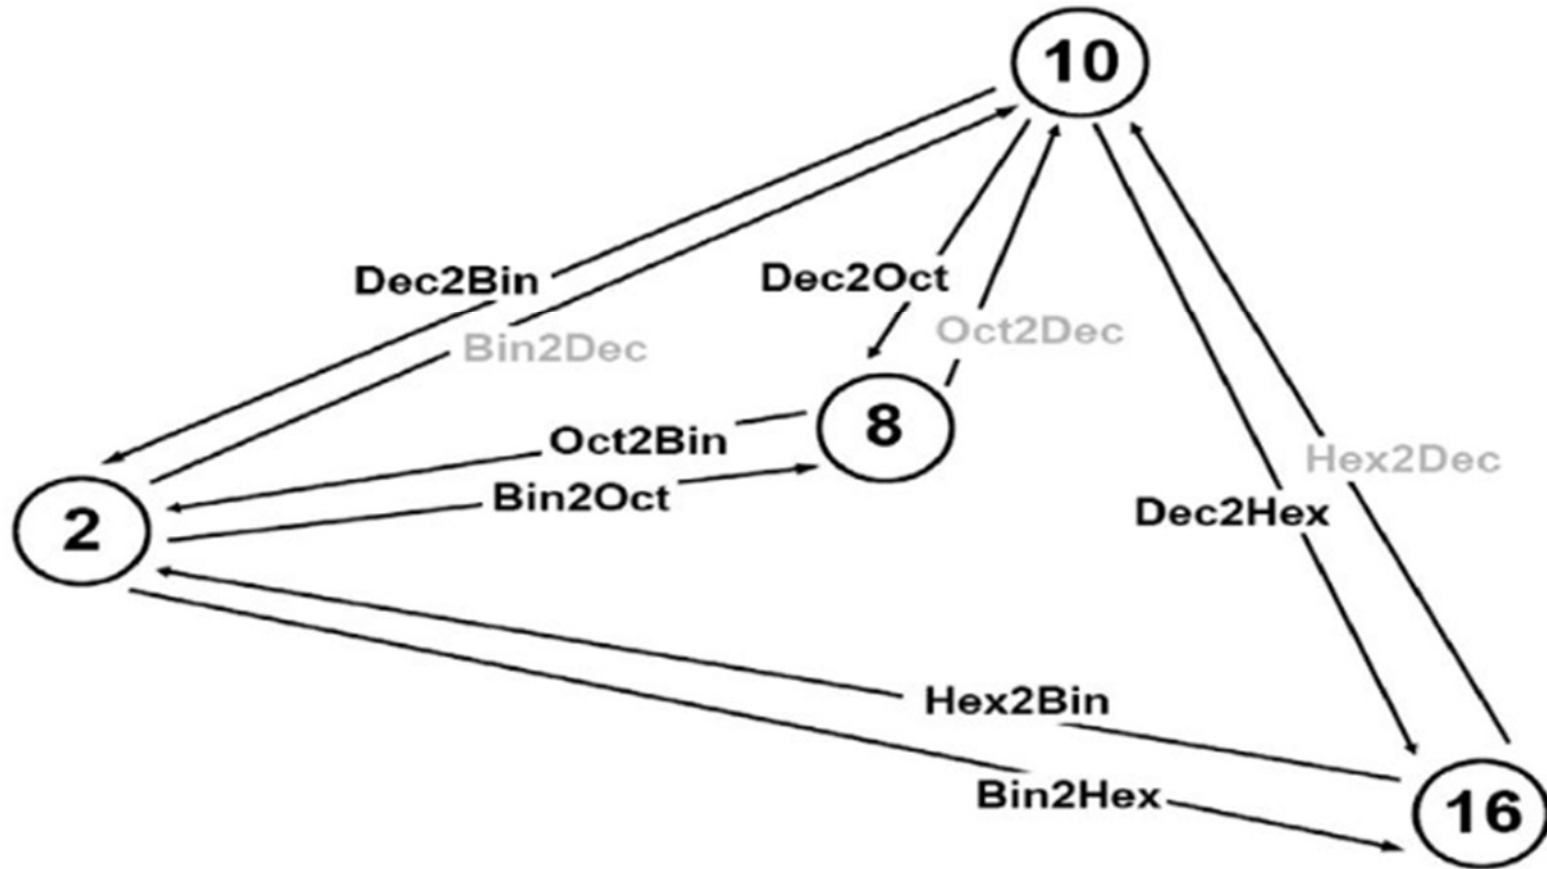 10
Dec2Bin
Dec2Oct
Oct2Dec
Bin2Dec
8
Oct2Bin
Hex2Dec
Bin2Oct
Dec2Hex
2
Hex2Bin
Bin2Hex
16